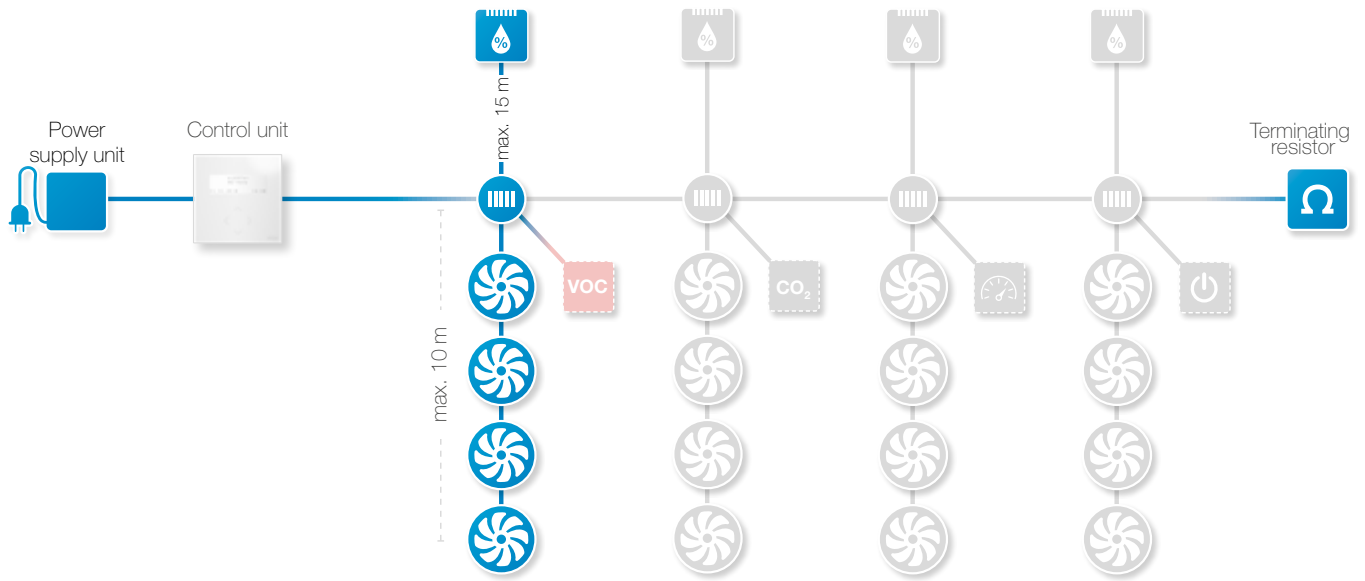 %
%
%
%
max. 15 m
Power
supply unit
Control unit
Terminating
resistor
Ω
VOC
CO₂
max. 10 m